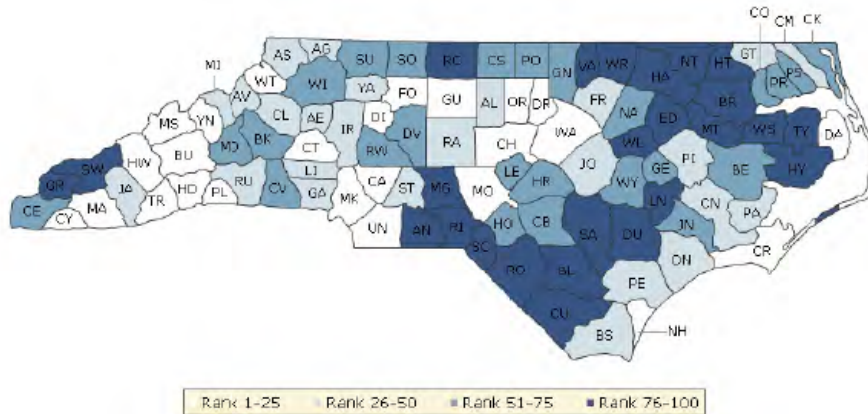 CO CM CK
AS AG SU SO RC CS PO GN VA WR HA NT HT GT
MI WT WI YA FO GU AL OR DR FR NA BR PR PS
AV CL AE DI
MS YN MD BK IR DV RA WA ED MT WS TY DA
SW HW BU CT RW CH WL PI HY
GR JA LI LE HR JO WY GE BE
CE CY MA TR HD PL RU CV GA CA ST MG MO LN CN PA
MK HO CB JN
UN AN RI SC SA DU CR
RO BL ON
PE
CU BS NH
Rank 1-25 Rank 26-50 Rank 51-75 Rank 76-100